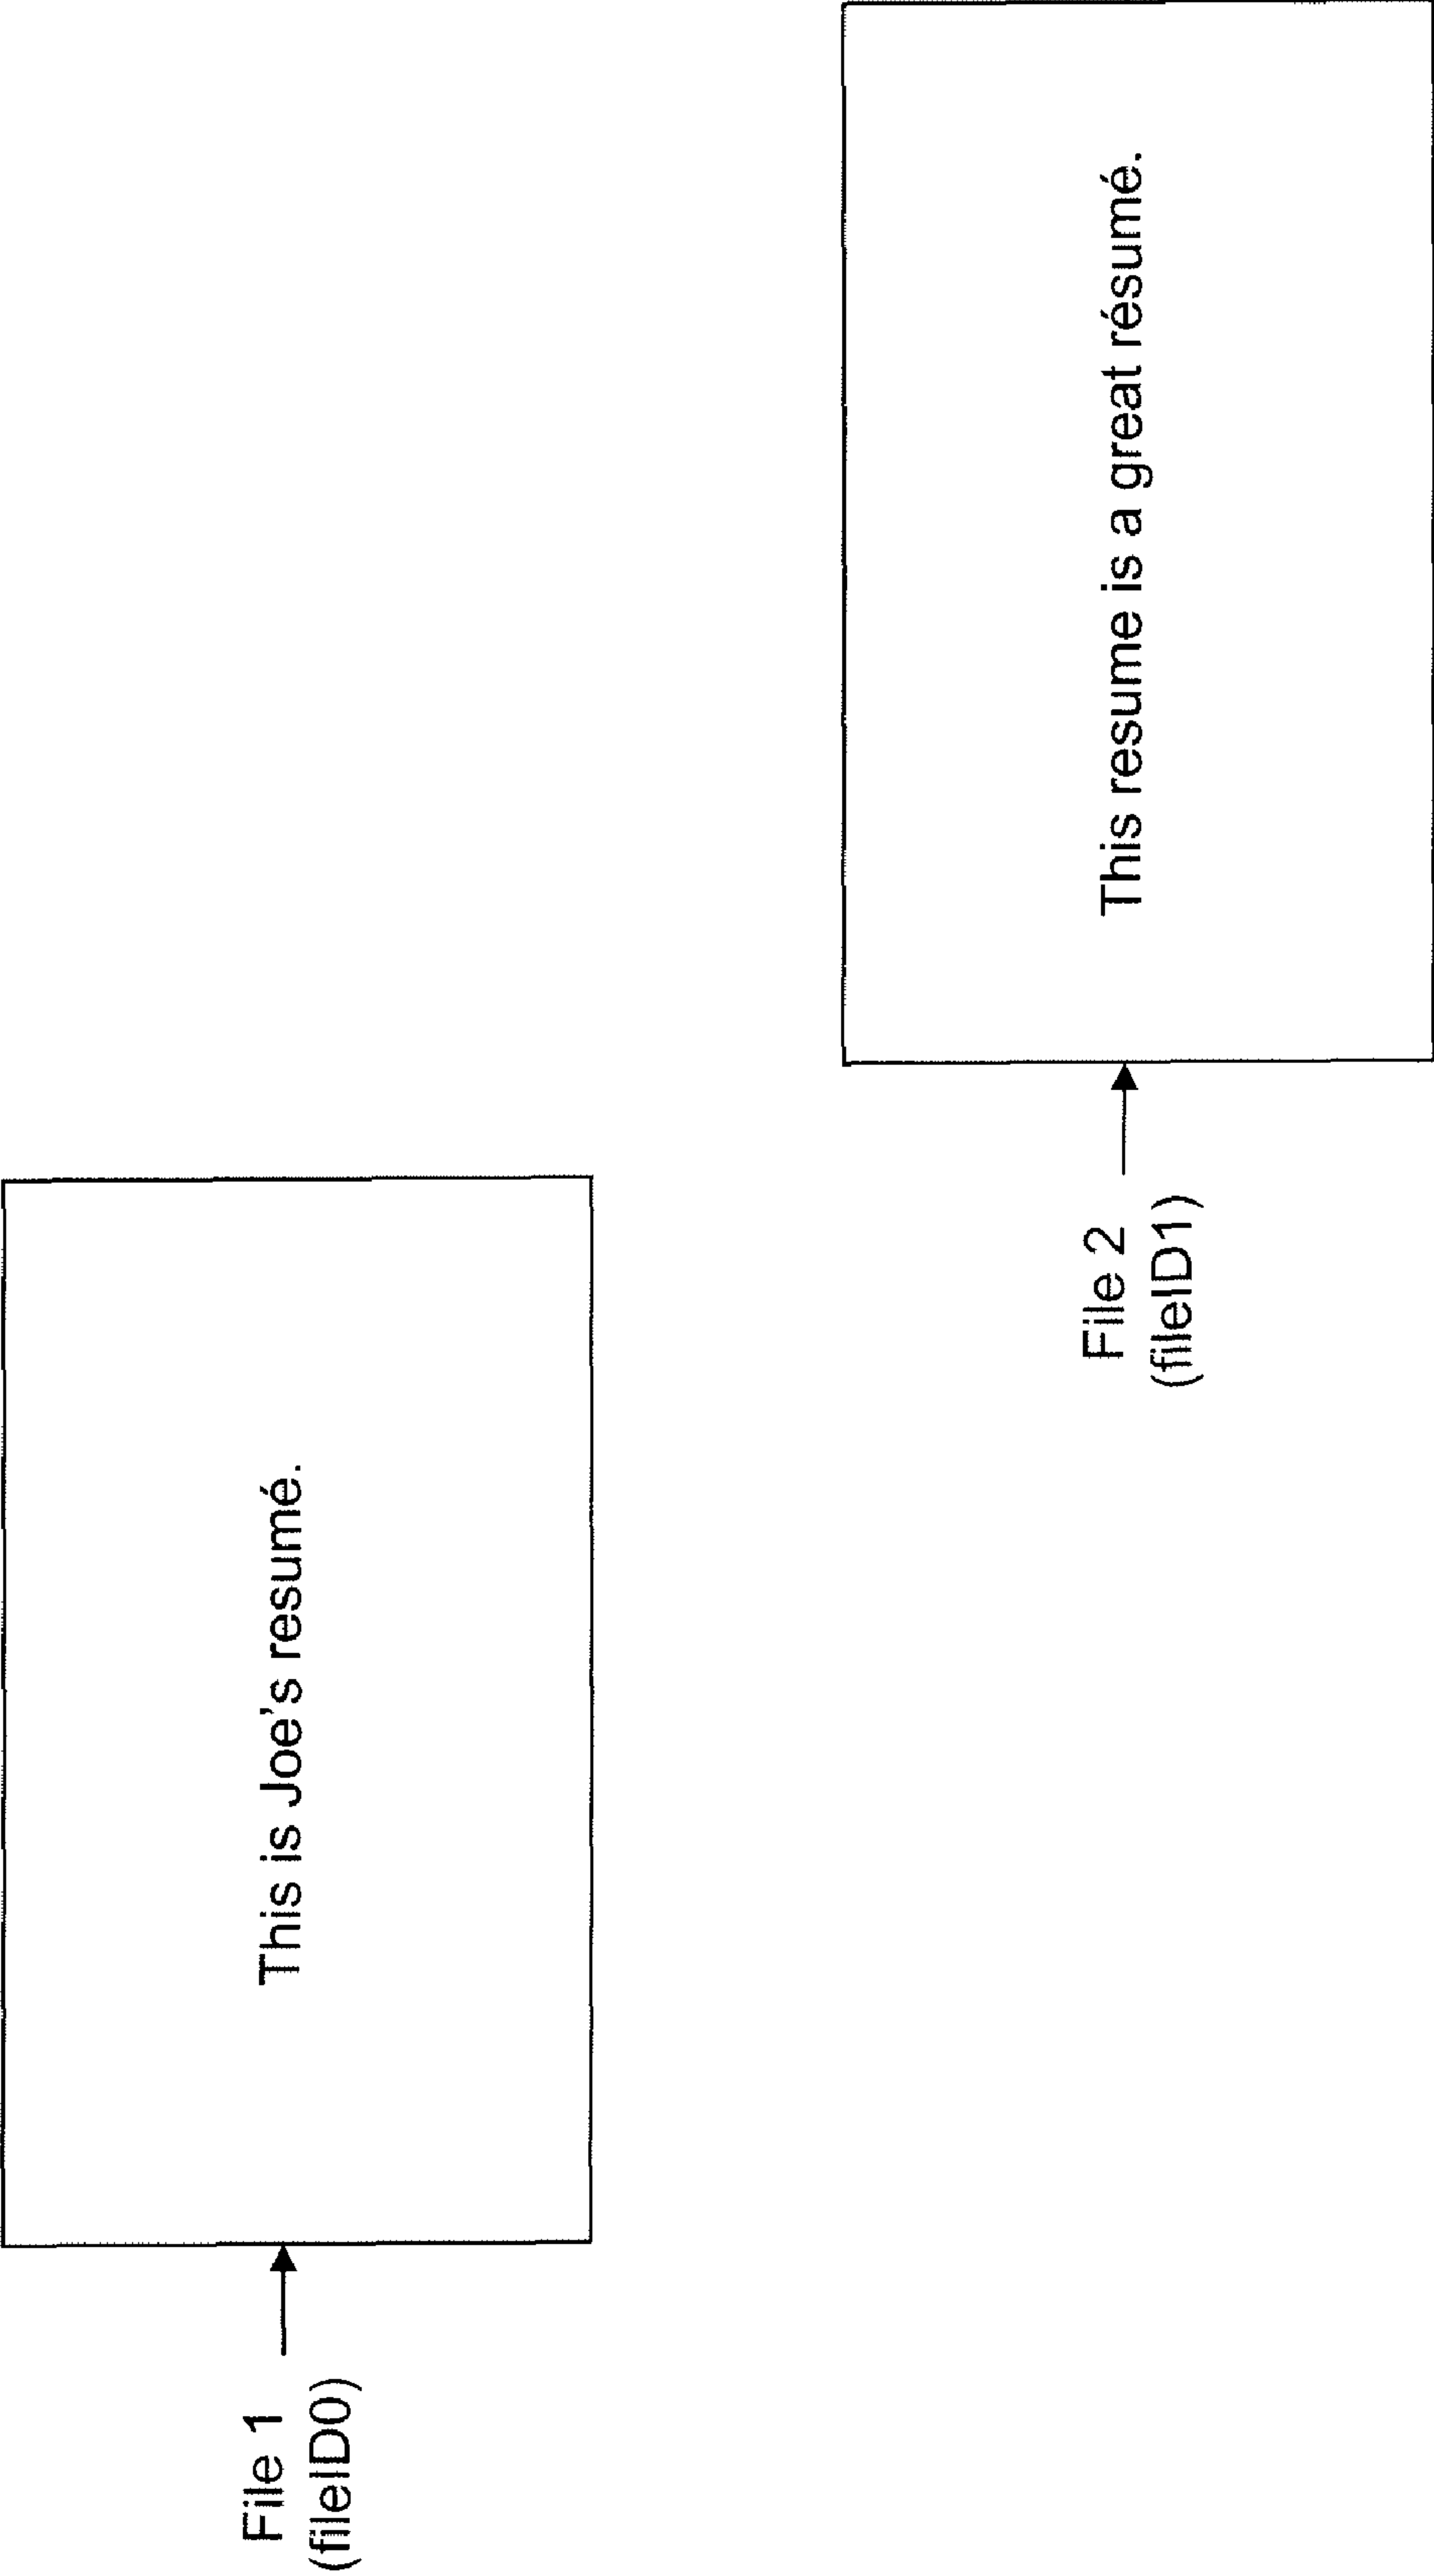 File 1
(fileID0)
This is Joe's resumé.
File 2
(fileID1)
This resume is a great résumé.